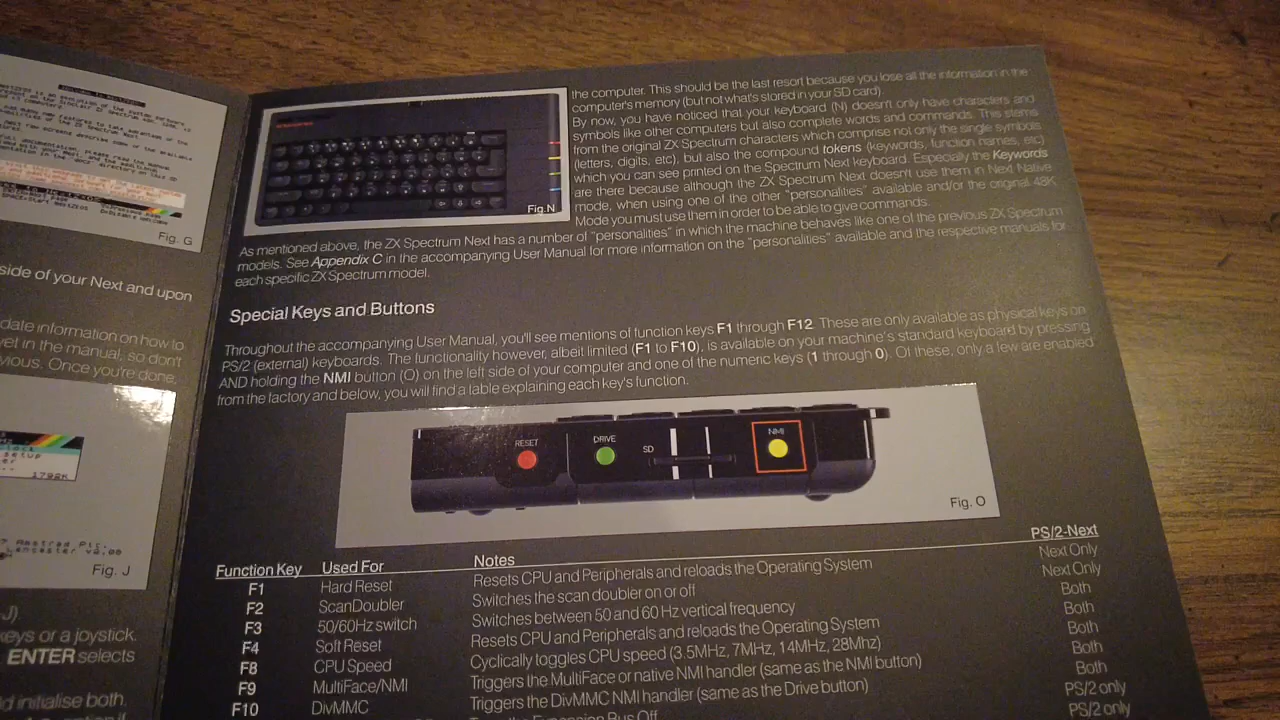 Fig. G
side of your Next and upon
date information on how to
yet in the manual, so don't
vious. Once you're done,
setup
1792K
Amstrad Plc.
v2.00
Fig. J
J)
keys or a joystick.
ENTER selects
d initialise both.
Fig.N
the computer. This should be the last resort because you lose all the information in the
computer's memory (but not what's stored in your SD card)
By now, you have noticed that your keyboard (N) doesn't only have characters and
symbols like other computers but also complete words and commands. This stems
from the original ZX Spectrum characters which comprise not only the single symbols
(letters, digits, etc), but also the compound tokens (keywords, function names, etc)
which you can see printed on the Spectrum Next keyboard. Especially the Keywords
are there because although the ZX Spectrum Next doesn't use them in Next Native
mode, when using one of the other "personalities" available and/or the original 48K
Mode you must use them in order to be able to give commands.
As mentioned above, the ZX Spectrum Next has a number of "personalities" in which the machine behaves like one of the previous ZX Spectrum
models. See Appendix C in the accompanying User Manual for more information on the "personalities" available and the respective manuals for
each specific ZX Spectrum model.
Special Keys and Buttons
Throughout the accompanying User Manual, you'll see mentions of function keys F1 through F12. These are only available as physical keys on
PS/2 (external) keyboards. The functionality however, albeit limited (F1 to F10), is available on your machine's standard keyboard by pressing
AND holding the NMI button (O) on the left side of your computer and one of the numeric keys (1 through 0). Of these, only a few are enabled
from the factory and below, you will find a table explaining each key's function.
RESET DRIVE SD NMI
Fig. O
Function Key Used For Notes PS/2-Next
F1 Hard Reset Resets CPU and Peripherals and reloads the Operating System Next Only
F2 ScanDoubler Switches the scan doubler on or off Next Only
F3 50/60Hz switch Switches between 50 and 60 Hz vertical frequency Both
F4 Soft Reset Resets CPU and Peripherals and reloads the Operating System Both
F8 CPU Speed Cyclically toggles CPU speed (3.5MHz, 7MHz, 14MHz, 28Mhz) Both
F9 MultiFace/NMI Triggers the MultiFace or native NMI handler (same as the NMI button) Both
F10 DivMMC Triggers the DivMMC NMI handler (same as the Drive button) Both
Expansion Bus Off PS/2 only
PS/2 only